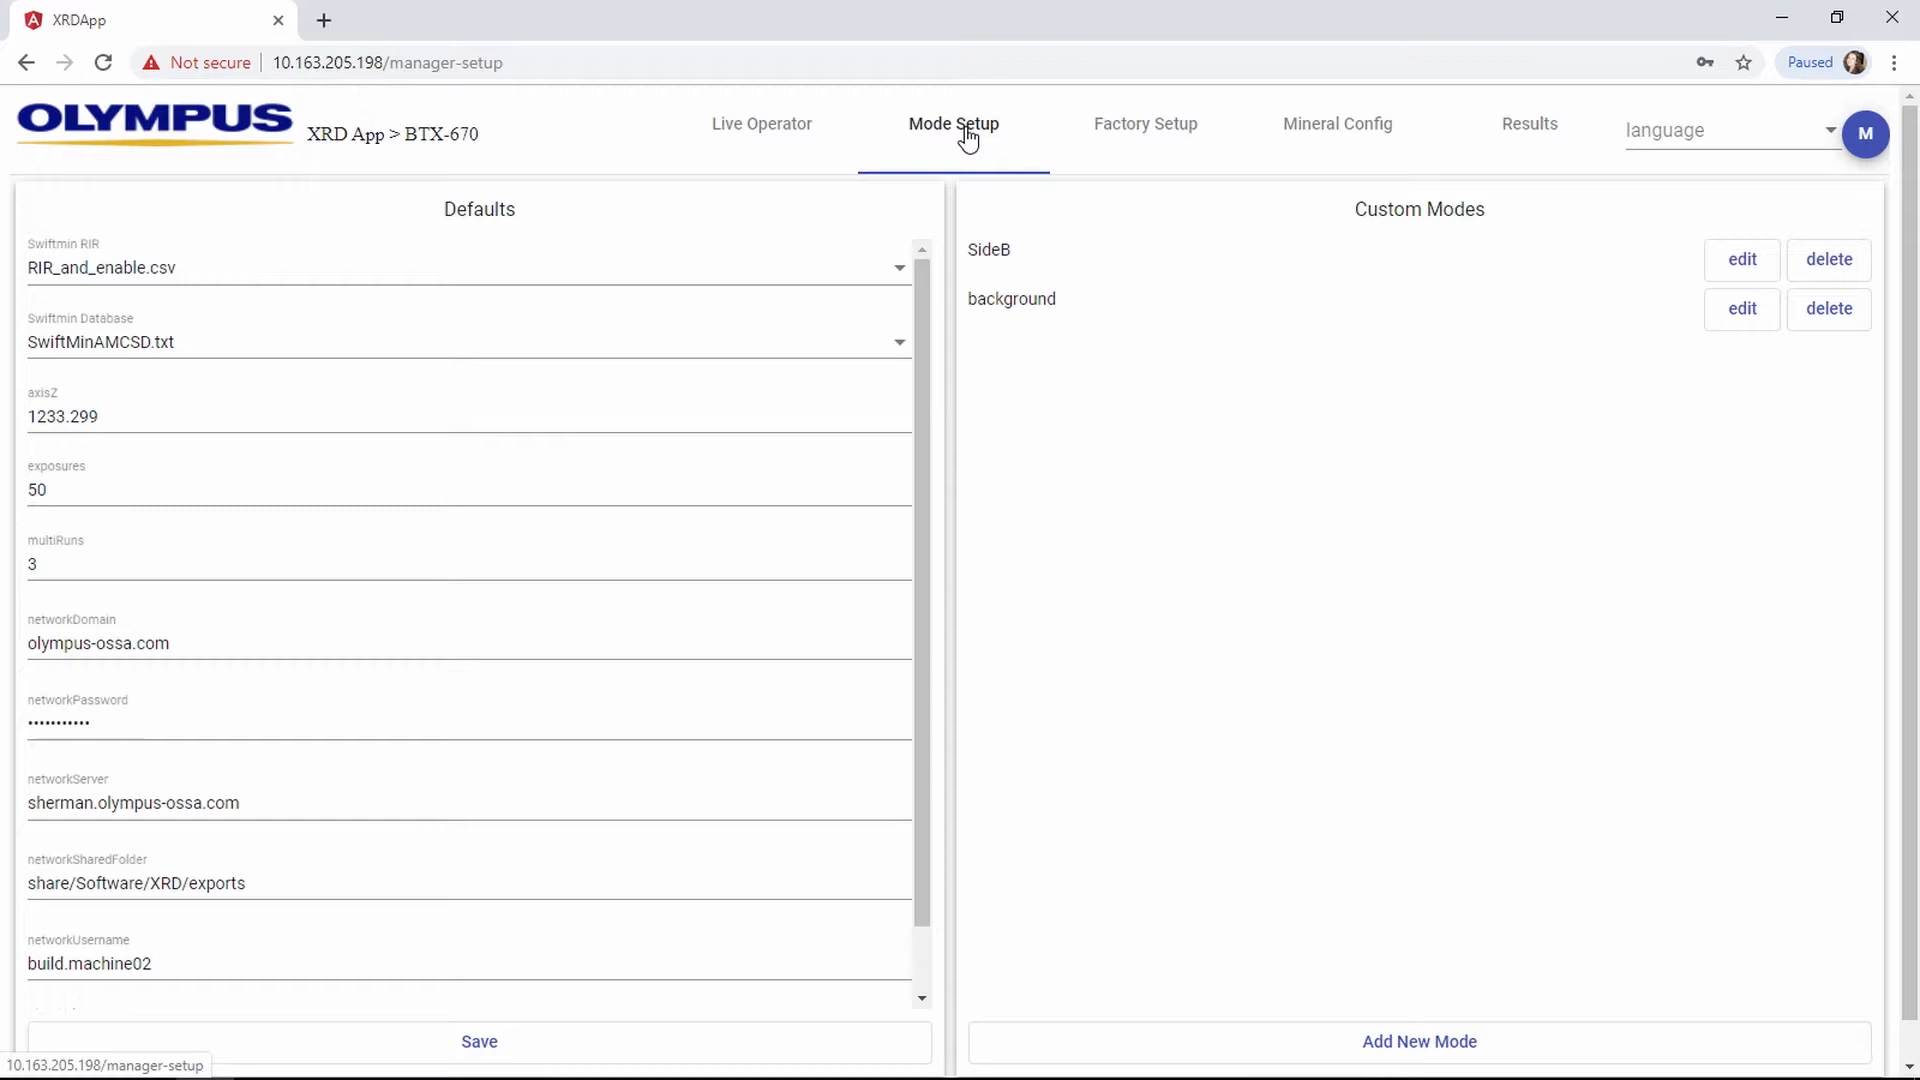 XRDApp
Not secure 10.163.205.198/manager-setup Paused
OLYMPUS XRD App > BTX-670
Live Operator Mode Setup Factory Setup Mineral Config Results language M
Defaults
Swiftmin RIR
RIR_and_enable.csv
Swiftmin Database
SwiftMinAMCSD.txt
axisZ
1233.299
exposures
50
multiRuns
3
networkDomain
olympus-ossa.com
networkPassword
•••••••••••
networkServer
sherman.olympus-ossa.com
networkSharedFolder
share/Software/XRD/exports
networkUsername
build.machine02
Save
Custom Modes
SideB edit delete
background edit delete
Add New Mode
10.163.205.198/manager-setup